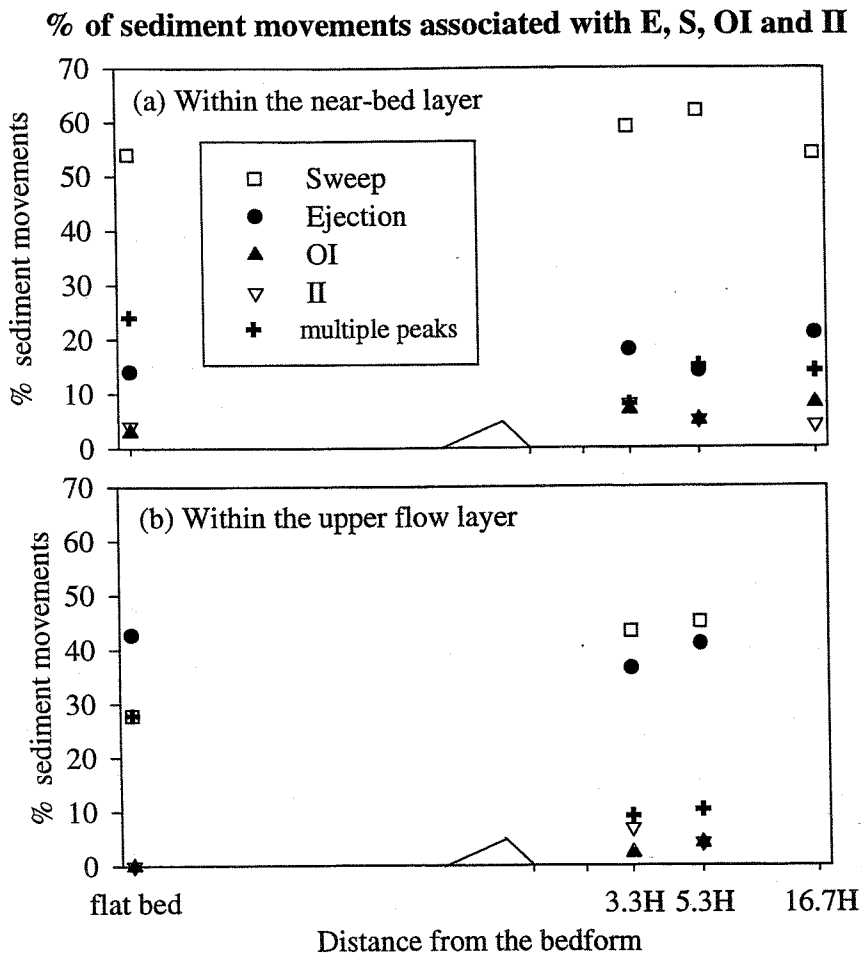 % of sediment movements associated with E, S, OI and II
70
60
50
40
30
20
10
0
% sediment movements
(a) Within the near-bed layer
Sweep
Ejection
OI
II
multiple peaks
70
60
50
40
30
20
10
0
% sediment movements
(b) Within the upper flow layer
flat bed
3.3H
5.3H
16.7H
Distance from the bedform